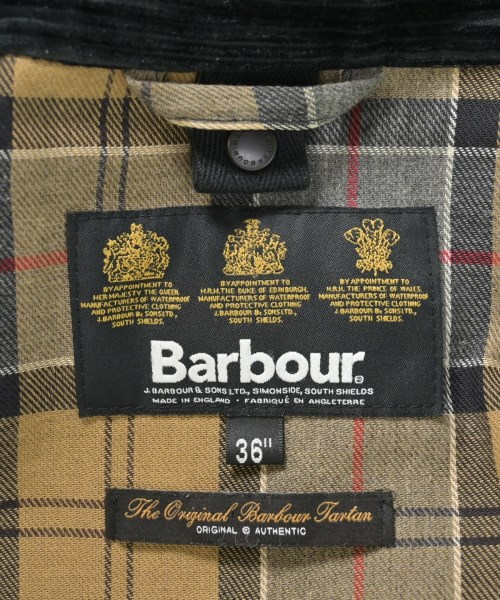 BY APPOINTMENT TO
HER MAJESTY THE QUEEN
MANUFACTURERS OF WATERPROOF
AND PROTECTIVE CLOTHING
J. BARBOUR & SONS LTD.,
SOUTH SHIELDS.
BY APPOINTMENT TO
H.R.H. THE DUKE OF EDINBURGH,
MANUFACTURERS OF WATERPROOF
AND PROTECTIVE CLOTHING
J. BARBOUR & SONS LTD.,
SOUTH SHIELDS.
BY APPOINTMENT TO
H.R.H. THE PRINCE OF WALES,
MANUFACTURERS OF WATERPROOF
AND PROTECTIVE CLOTHING
J. BARBOUR & SONS LTD.,
SOUTH SHIELDS.
Barbour®
J. BARBOUR & SONS LTD., SIMONSIDE, SOUTH SHIELDS
MADE IN ENGLAND · FABRIQUÉ EN ANGLETERRE
36"
The Original Barbour Tartan
ORIGINAL © AUTHENTIC